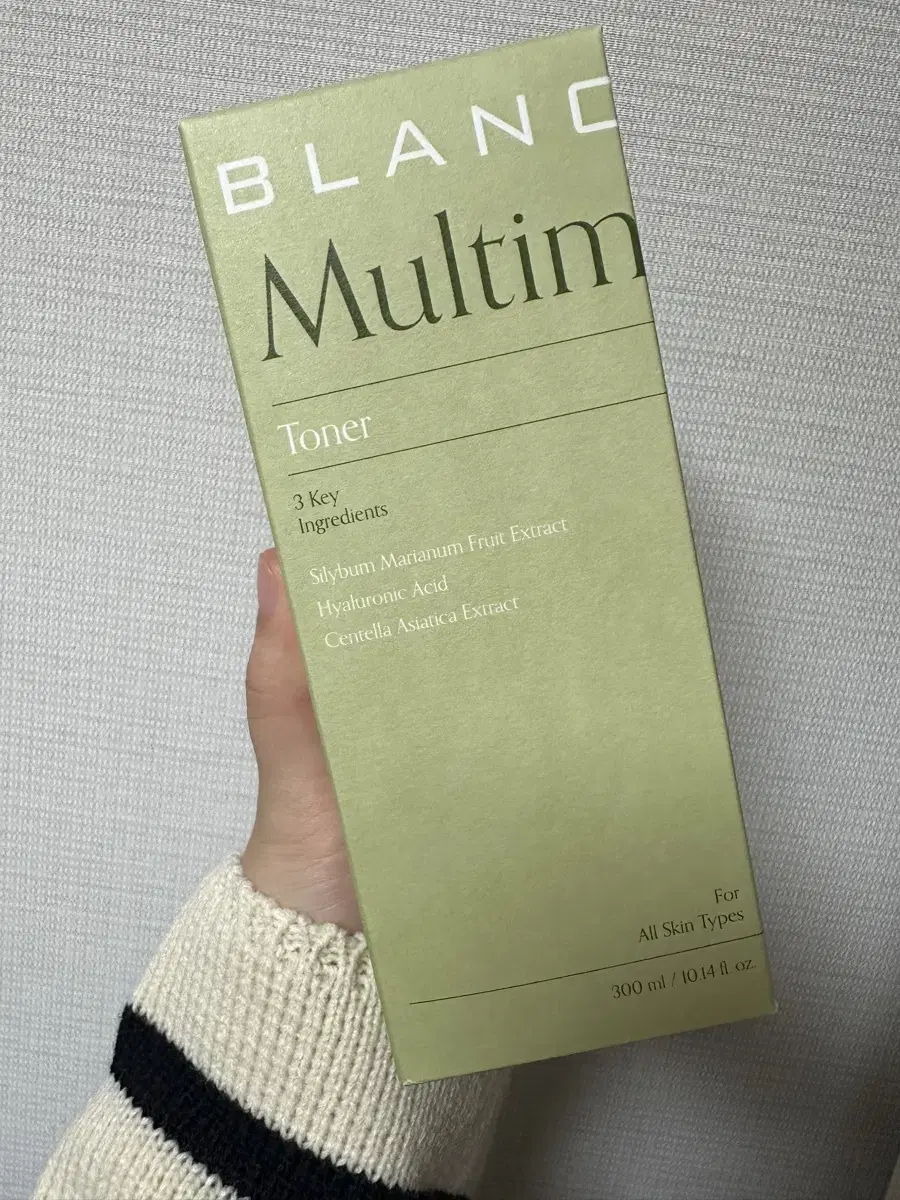 BLANC
Multim
Toner
3 Key
Ingredients
Silybum Marianum Fruit Extract
Hyaluronic Acid
Centella Asiatica Extract
For
All Skin Types
300 ml / 10.14 fl. oz.